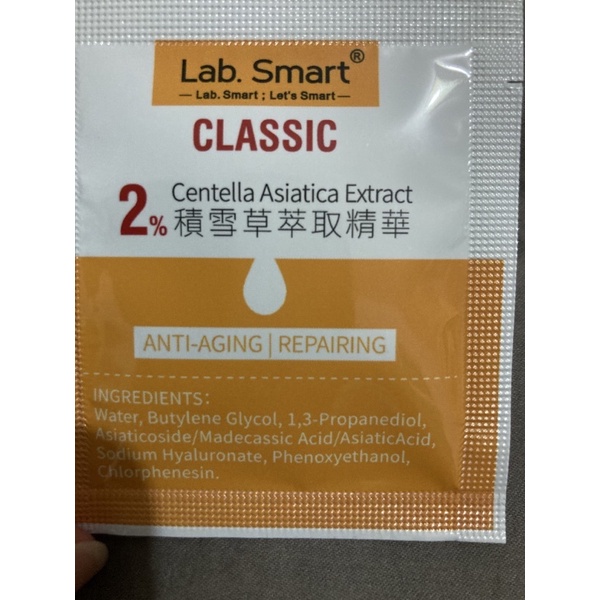 Lab. Smart®
— Lab. Smart ; Let's Smart —
CLASSIC
2% Centella Asiatica Extract
積雪草萃取精華
ANTI-AGING | REPAIRING
INGREDIENTS:
Water, Butylene Glycol, 1,3-Propanediol,
Asiaticoside/Madecassic Acid/AsiaticAcid,
Sodium Hyaluronate, Phenoxyethanol,
Chlorphenesin.